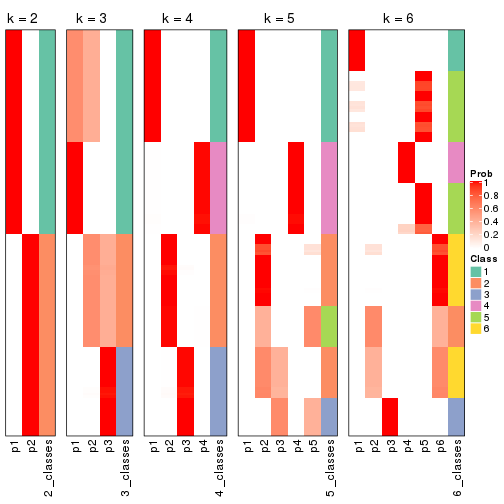 k = 2
k = 3
k = 4
k = 5
k = 6
p1
p2
2_classes
p1
p2
p3
3_classes
p1
p2
p3
p4
4_classes
p1
p2
p3
p4
p5
5_classes
p1
p2
p3
p4
p5
p6
6_classes
Prob
1
0.8
0.6
0.4
0.2
0
Class
1
2
3
4
5
6